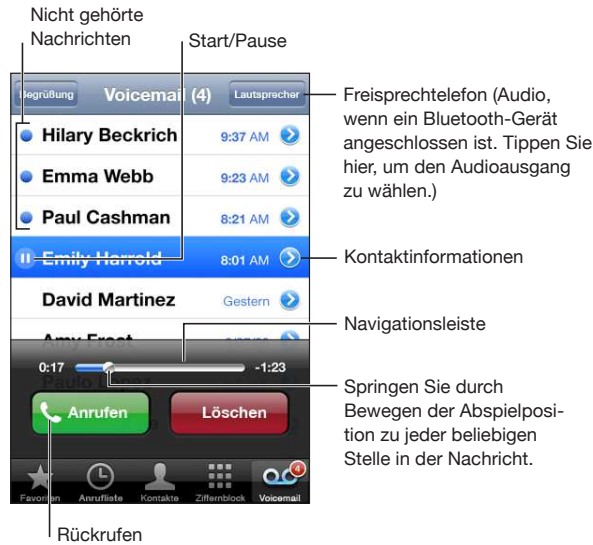 Nicht gehörte
Nachrichten
Start/Pause
Begrüßung
Voicemail (4)
Lautsprecher
Hilary Beckrich
9:37 AM
Emma Webb
9:23 AM
Paul Cashman
8:21 AM
Emily Harrold
8:01 AM
David Martinez
Gestern
Amy Frost
0:17
-1:23
Paulo Lopez
Anrufen
Löschen
Favoriten
Anrufliste
Kontakte
Ziffernblock
Voicemail
4
Freisprechtelefon (Audio,
wenn ein Bluetooth-Gerät
angeschlossen ist. Tippen Sie
hier, um den Audioausgang
zu wählen.)
Kontaktinformationen
Navigationsleiste
Springen Sie durch
Bewegen der Abspielposi-
tion zu jeder beliebigen
Stelle in der Nachricht.
Rückrufen